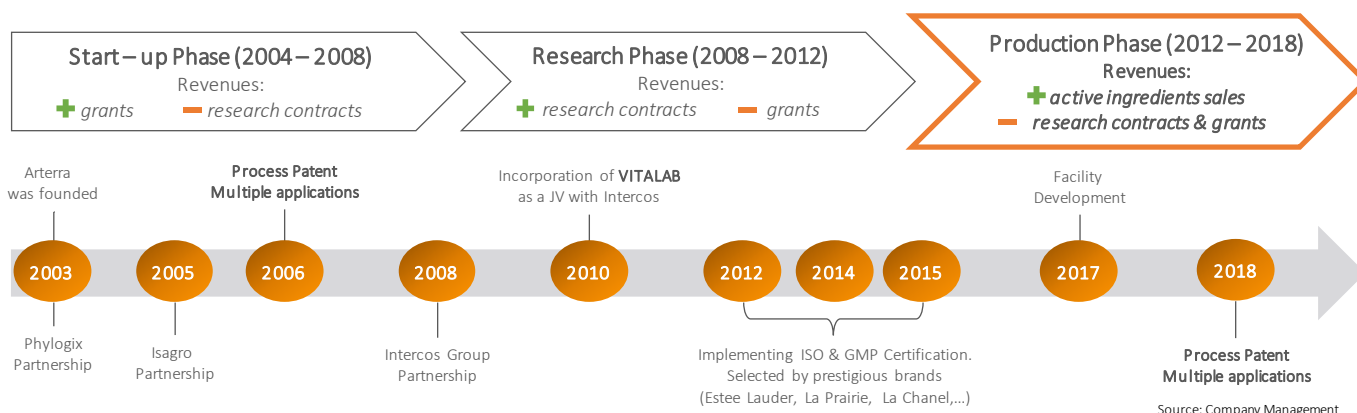 Start – up Phase (2004 – 2008)
Revenues:
+ grants – research contracts
Research Phase (2008 – 2012)
Revenues:
+ research contracts – grants
Production Phase (2012 – 2018)
Revenues:
+ active ingredients sales
– research contracts & grants
Arterra
was founded
Process Patent
Multiple applications
Incorporation of VITALAB
as a JV with Intercos
Facility
Development
2003
2005
2006
2008
2010
2012
2014
2015
2017
2018
Phylogix
Partnership
Isagro
Partnership
Intercos Group
Partnership
Implementing ISO & GMP Certification.
Selected by prestigious brands
(Estee Lauder, La Prairie, La Chanel,…)
Process Patent
Multiple applications
Source: Company Management